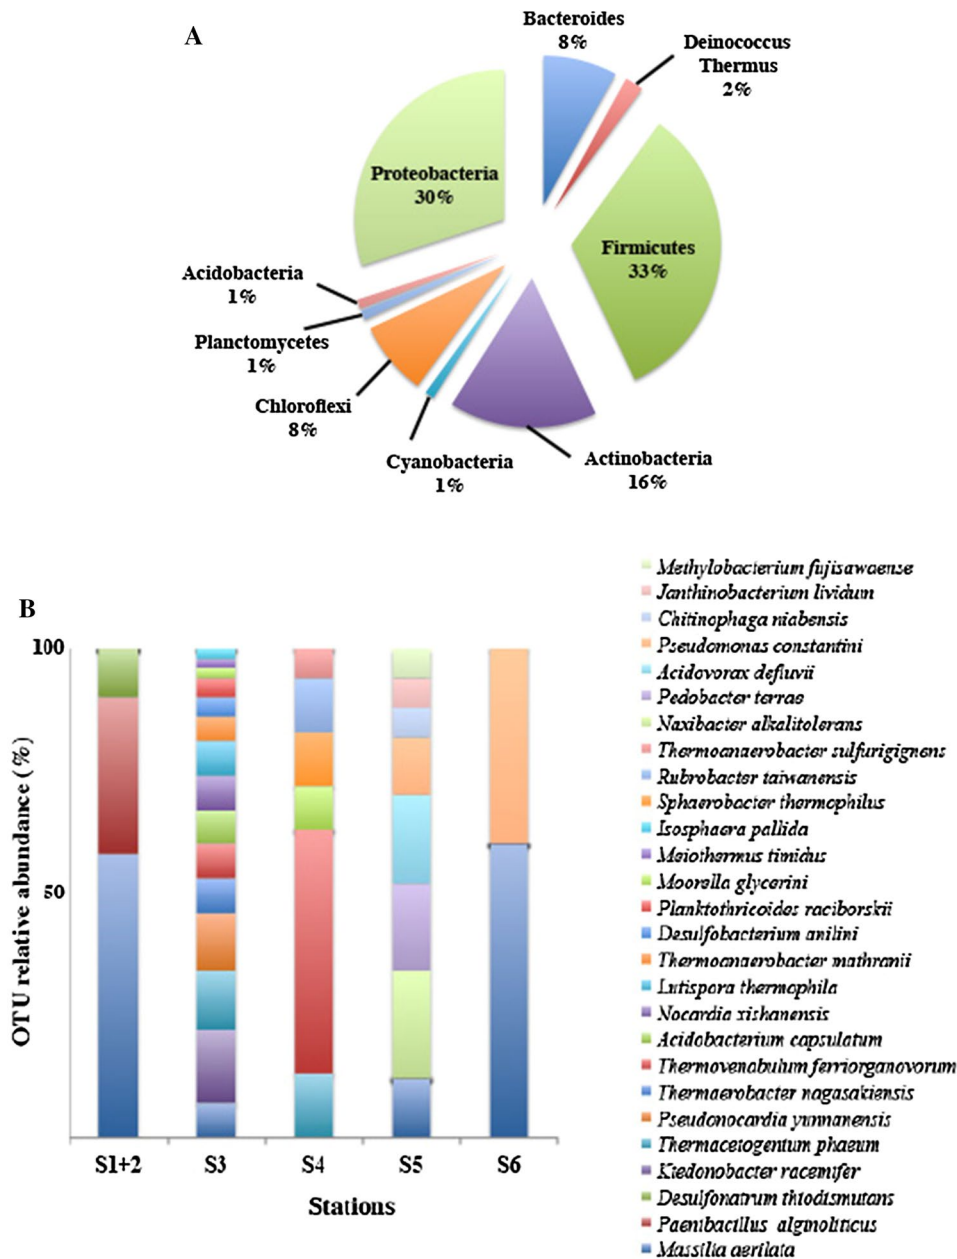 A
Bacteroides
8%
Deinococcus
Thermus
2%
Proteobacteria
30%
Firmicutes
33%
Acidobacteria
1%
Planctomycetes
1%
Chloroflexi
8%
Cyanobacteria
1%
Actinobacteria
16%
B
100
50
OTU relative abundance (%)
S1+2 S3 S4 S5 S6
Stations
Methylobacterium fujisawaense
Janthinobacterium lividum
Chitinophaga niabensis
Pseudomonas constantini
Acidovorax defluvii
Pedobacter terrae
Naxibacter alkalitolerans
Thermoanaerobacter sulfurigignens
Rubrobacter taiwanensis
Sphaerobacter thermophilus
Isosphaera pallida
Meiothermus timidus
Moorella glycerini
Planktothricoides raciborskii
Desulfobacterium anilini
Thermoanaerobacter mathranii
Lutispora thermophila
Nocardia xishanensis
Acidobacterium capsulatum
Thermovenabulum ferriorganovorum
Thermaerobacter nagasakiensis
Pseudonocardia yunnanensis
Thermacetogentum phaeum
Ktedonobacter racemifer
Desulfonatrum thiodismutans
Paenibacillus alginoliticus
Massilia aerilata